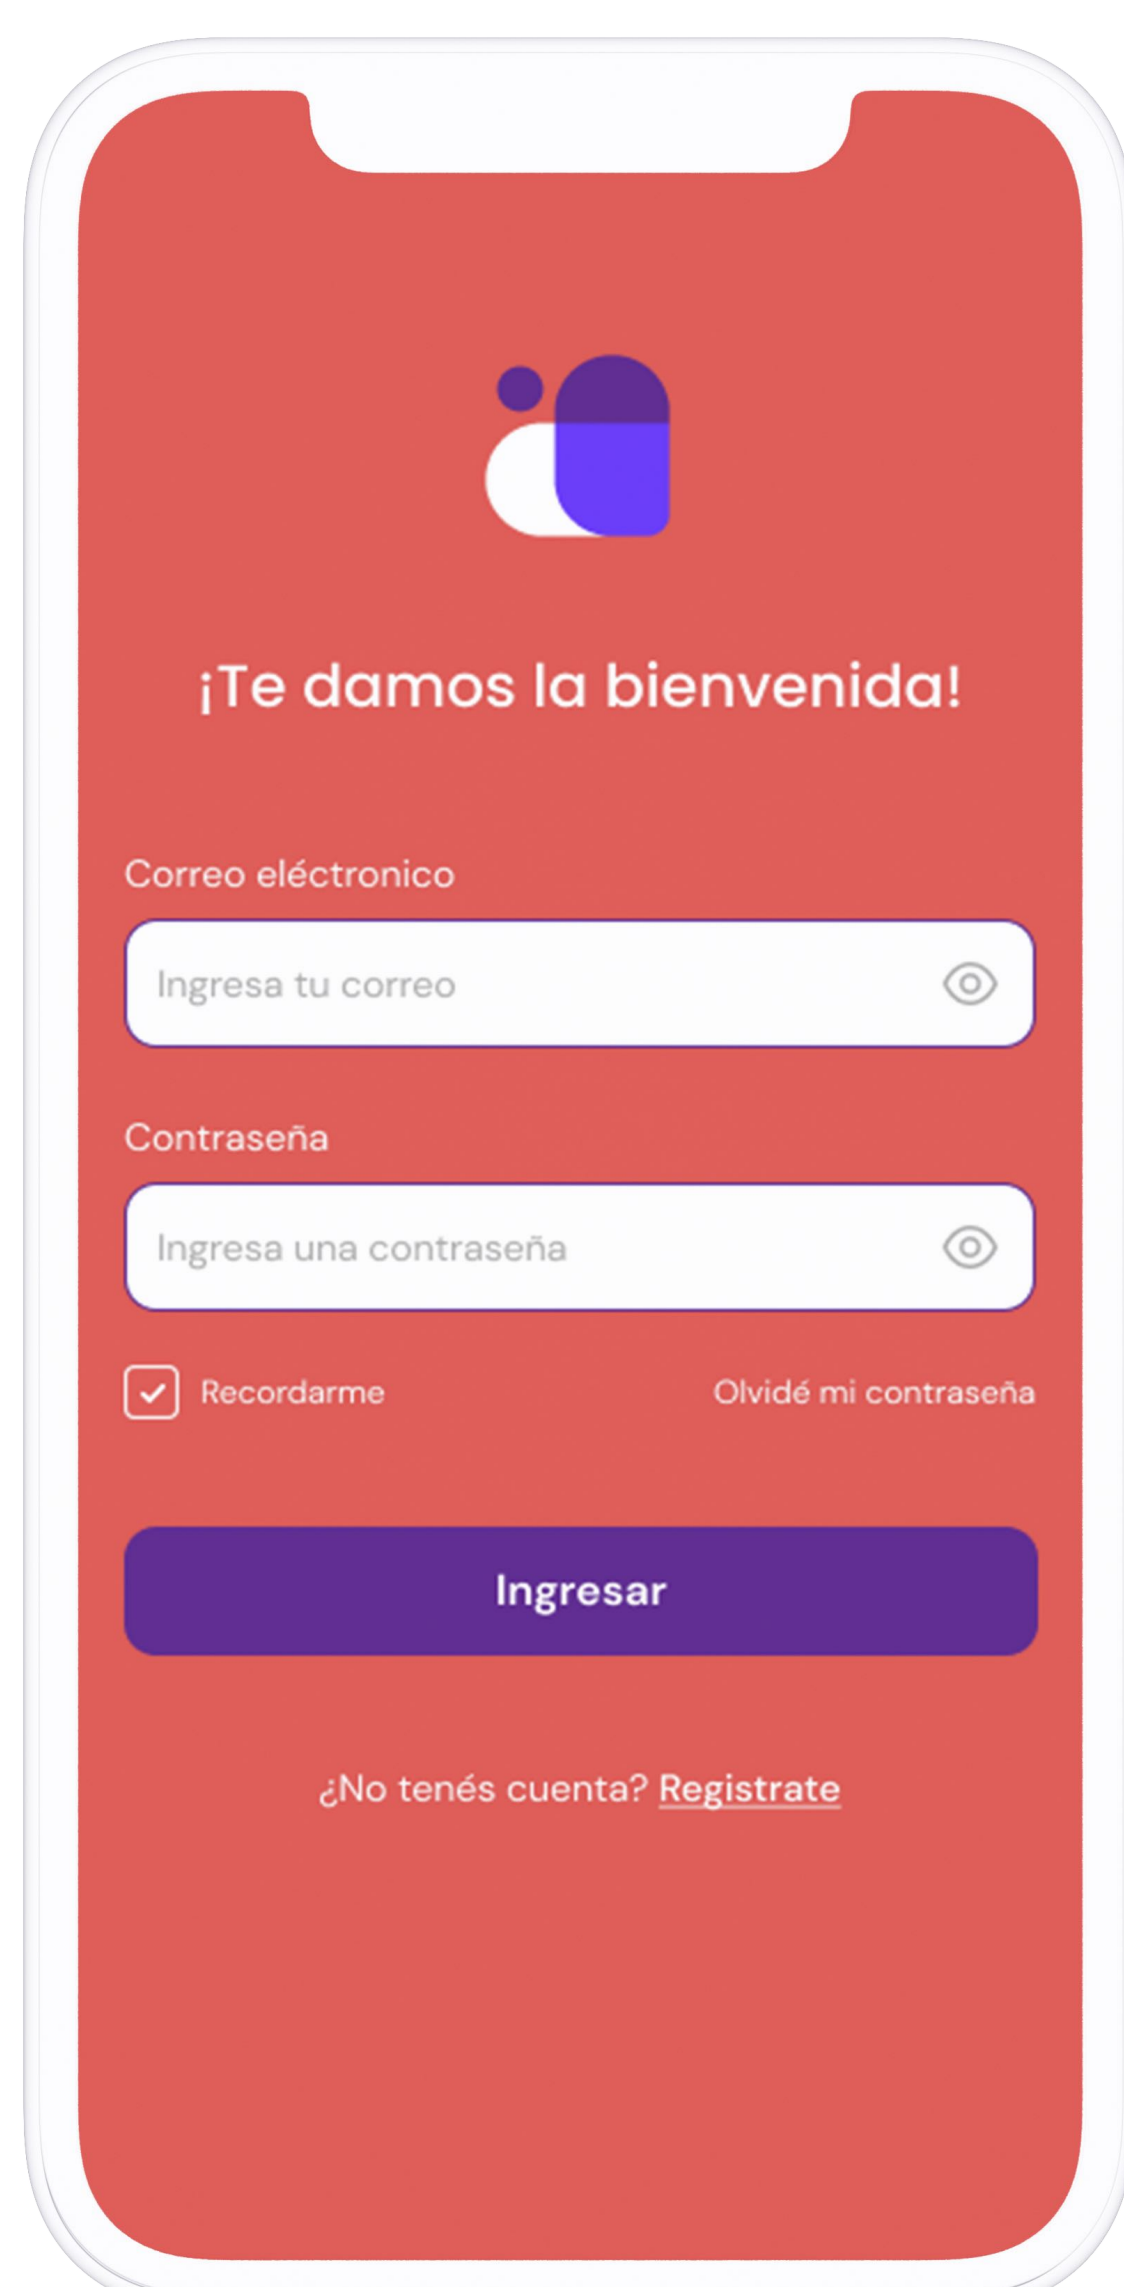 ¡Te damos la bienvenida!
Correo eléctronico
Ingresa tu correo
Contraseña
Ingresa una contraseña
Recordarme
Olvidé mi contraseña
Ingresar
¿No tenés cuenta? Registrate